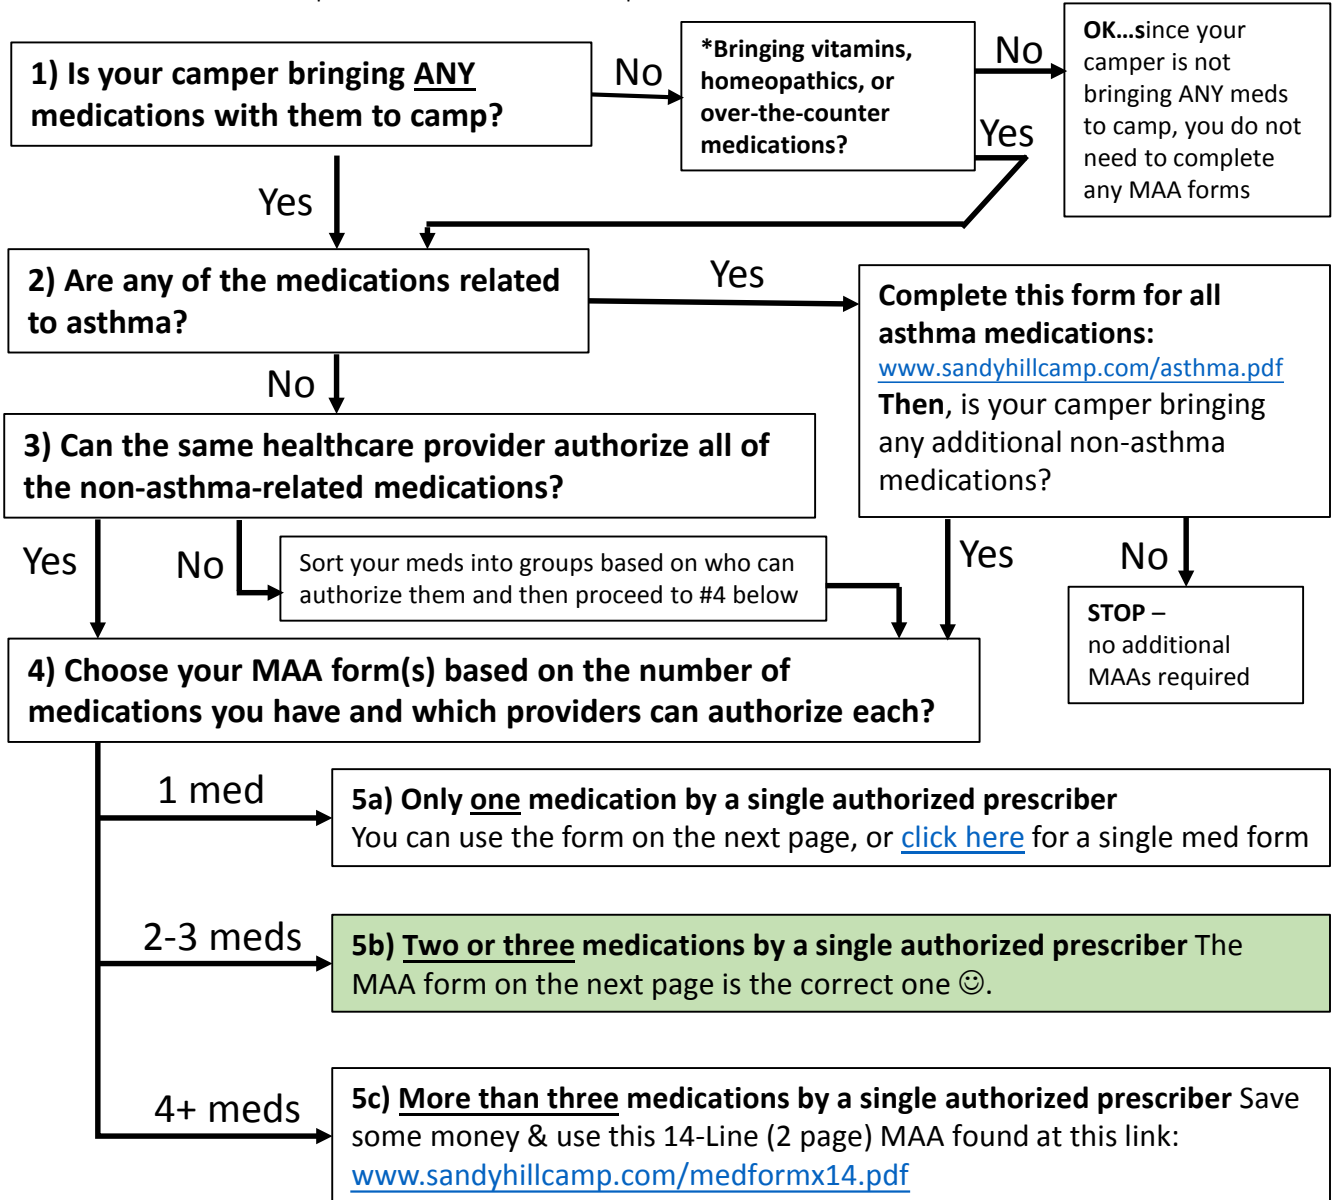 1) Is your camper bringing ANY
medications with them to camp?
No
*Bringing vitamins,
homeopathics, or
over-the-counter
medications?
No
Yes
OK...since your
camper is not
bringing ANY meds
to camp, you do not
need to complete
any MAA forms
Yes
2) Are any of the medications related
to asthma?
Yes
Complete this form for all
asthma medications:
www.sandyhillcamp.com/asthma.pdf
Then, is your camper bringing
any additional non-asthma
medications?
No
3) Can the same healthcare provider authorize all of
the non-asthma-related medications?
Yes
No
Sort your meds into groups based on who can
authorize them and then proceed to #4 below
Yes
No
STOP –
no additional
MAAs required
4) Choose your MAA form(s) based on the number of
medications you have and which providers can authorize each?
1 med
5a) Only one medication by a single authorized prescriber
You can use the form on the next page, or click here for a single med form
2-3 meds
5b) Two or three medications by a single authorized prescriber The
MAA form on the next page is the correct one ☺.
4+ meds
5c) More than three medications by a single authorized prescriber Save
some money & use this 14-Line (2 page) MAA found at this link:
www.sandyhillcamp.com/medformx14.pdf